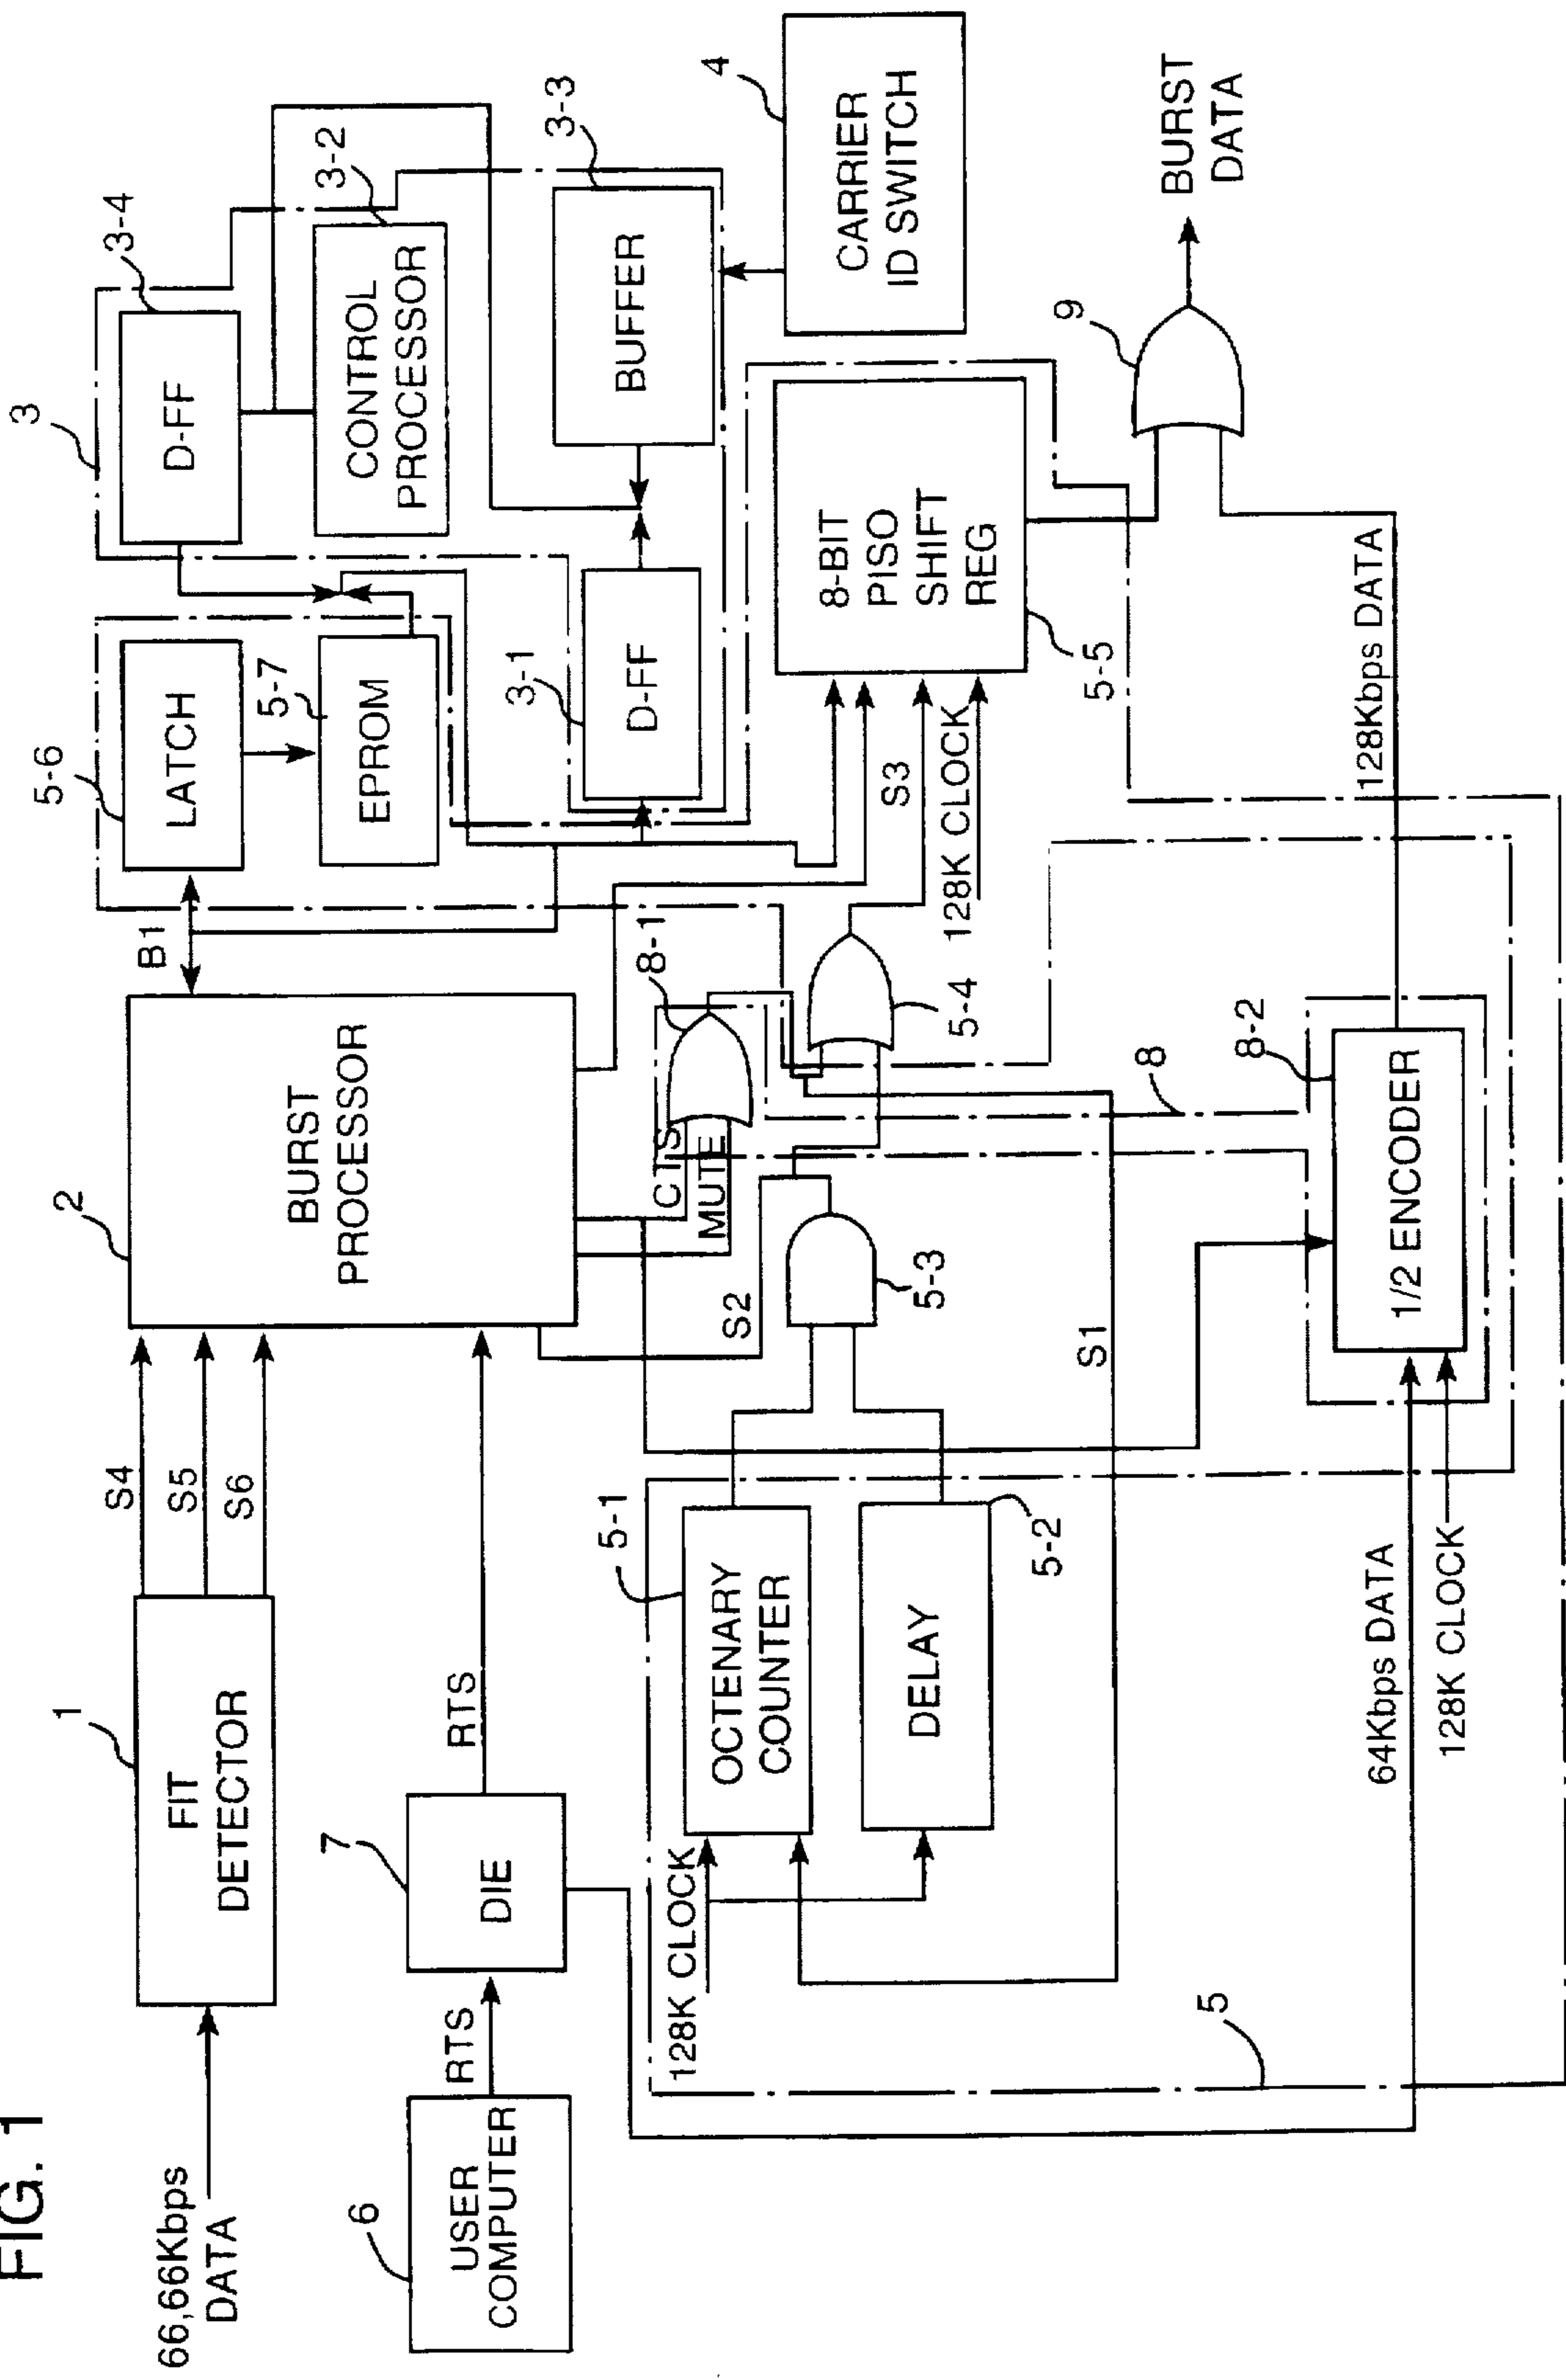 FIG. 1
66,66Kbps
DATA
1
FIT
DETECTOR
S4
S5
S6
2
BURST
PROCESSOR
B1
5-6
LATCH
5-7
EPROM
3
3-4
D-FF
3-2
CONTROL
PROCESSOR
3-1
D-FF
3-3
BUFFER
4
CARRIER
ID SWITCH
6
USER
COMPUTER
RTS
7
DIE
RTS
CTS
MUTE
8-1
S2
5-3
5-4
S3
128K CLOCK
8-BIT
PISO
SHIFT
REG
5-5
9
BURST
DATA
128K CLOCK
5-1
OCTENARY
COUNTER
DELAY
5-2
S1
8
8-2
1/2 ENCODER
128Kbps DATA
5
64Kbps DATA
128K CLOCK